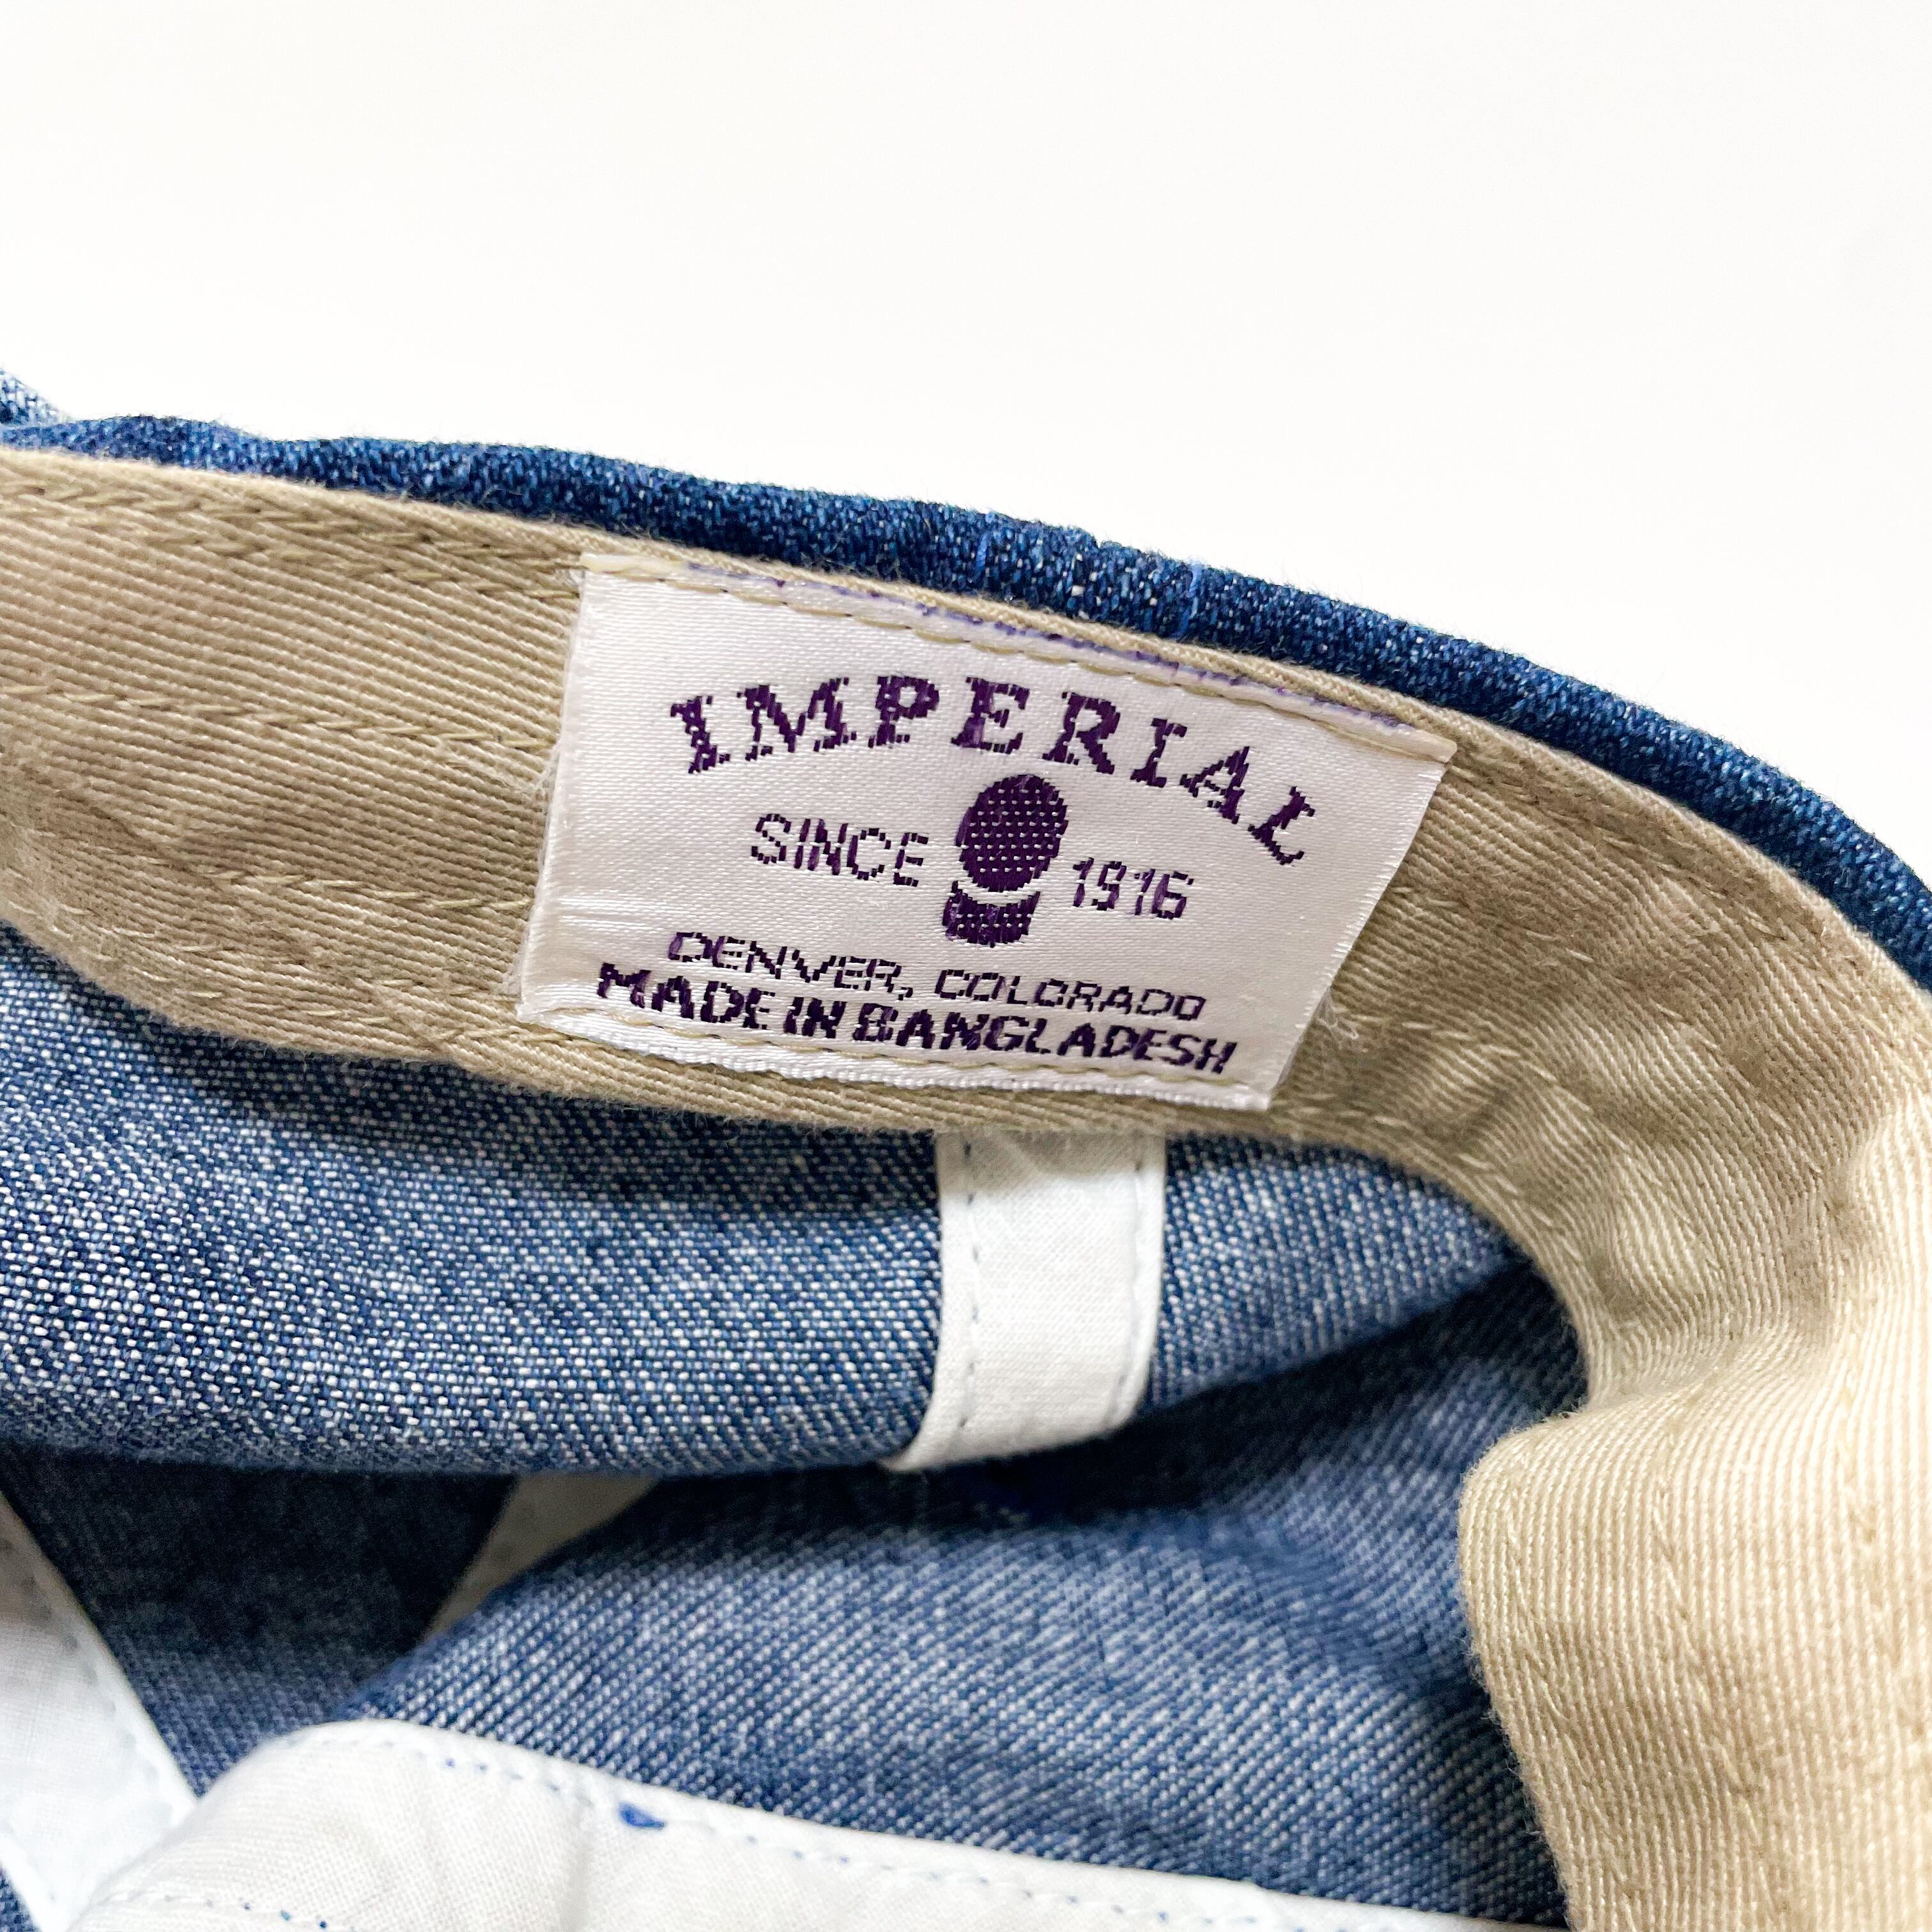 IMPERIAL
SINCE 1916
DENVER, COLORADO
MADE IN BANGLADESH